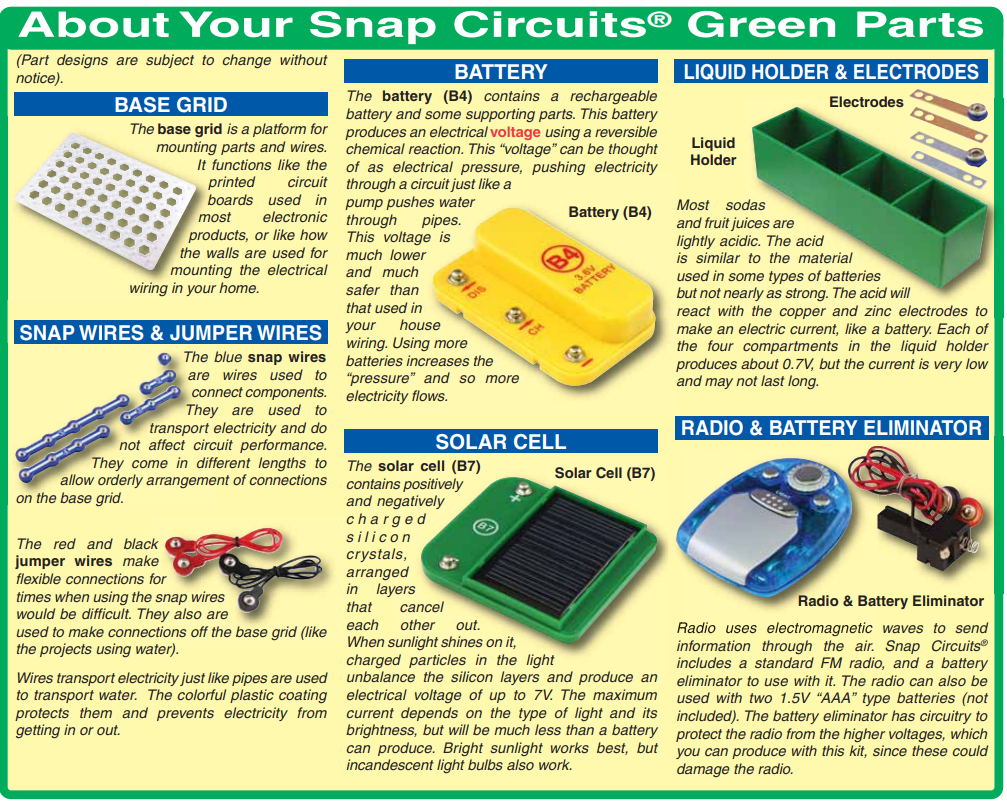 About Your Snap Circuits® Green Parts
(Part designs are subject to change without
notice).
BASE GRID
The base grid is a platform for
mounting parts and wires.
It functions like the
printed circuit
boards used in
most electronic
products, or like how
the walls are used for
mounting the electrical
wiring in your home.
SNAP WIRES & JUMPER WIRES
The blue snap wires
are wires used to
connect components.
They are used to
transport electricity and do
not affect circuit performance.
They come in different lengths to
allow orderly arrangement of connections
on the base grid.
The red and black
jumper wires make
flexible connections for
times when using the snap wires
would be difficult. They also are
used to make connections off the base grid (like
the projects using water).
Wires transport electricity just like pipes are used
to transport water. The colorful plastic coating
protects them and prevents electricity from
getting in or out.
BATTERY
The battery (B4) contains a rechargeable
battery and some supporting parts. This battery
produces an electrical voltage using a reversible
chemical reaction. This “voltage” can be thought
of as electrical pressure, pushing electricity
through a circuit just like a
pump pushes water
through pipes.
This voltage is
much lower
and much
safer than
that used in
your house
wiring. Using more
batteries increases the
“pressure” and so more
electricity flows.
Battery (B4)
B4
3.6V
BATTERY
DIS
CH
SOLAR CELL
The solar cell (B7)
contains positively
and negatively
charged
silicon
crystals,
arranged
in layers
that cancel
each other out.
When sunlight shines on it,
charged particles in the light
unbalance the silicon layers and produce an
electrical voltage of up to 7V. The maximum
current depends on the type of light and its
brightness, but will be much less than a battery
can produce. Bright sunlight works best, but
incandescent light bulbs also work.
Solar Cell (B7)
+
B7
LIQUID HOLDER & ELECTRODES
Electrodes
Liquid
Holder
Most sodas
and fruit juices are
lightly acidic. The acid
is similar to the material
used in some types of batteries
but not nearly as strong. The acid will
react with the copper and zinc electrodes to
make an electric current, like a battery. Each of
the four compartments in the liquid holder
produces about 0.7V, but the current is very low
and may not last long.
RADIO & BATTERY ELIMINATOR
Radio & Battery Eliminator
Radio uses electromagnetic waves to send
information through the air. Snap Circuits®
includes a standard FM radio, and a battery
eliminator to use with it. The radio can also be
used with two 1.5V “AAA” type batteries (not
included). The battery eliminator has circuitry to
protect the radio from the higher voltages, which
you can produce with this kit, since these could
damage the radio.